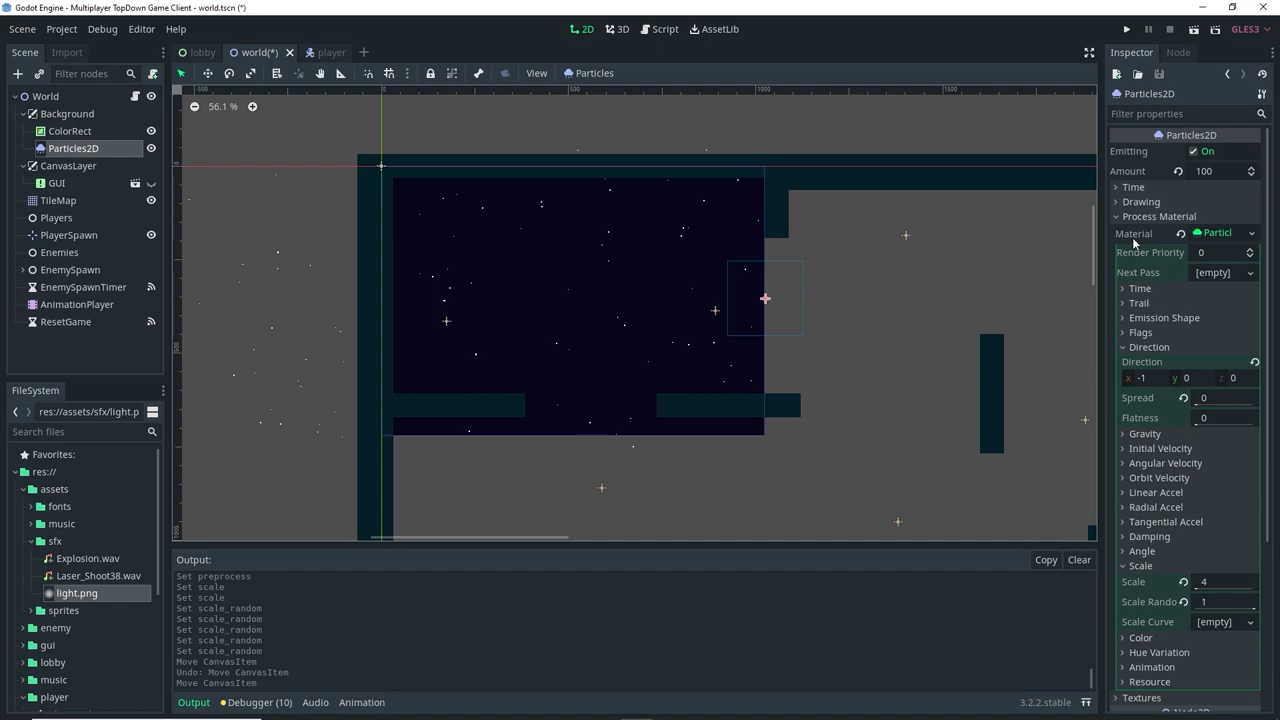 Godot Engine - Multiplayer TopDown Game Client - world.tscn (*)
Scene Project Debug Editor Help
2D 3D Script AssetLib
GLES3
Scene Import
Filter nodes
World
Background
ColorRect
Particles2D
CanvasLayer
GUI
TileMap
Players
PlayerSpawn
Enemies
EnemySpawn
EnemySpawnTimer
AnimationPlayer
ResetGame
FileSystem
res://assets/sfx/light.p
Search files
Favorites:
res://
assets
fonts
music
sfx
Explosion.wav
Laser_Shoot38.wav
light.png
sprites
enemy
gui
lobby
music
player
lobby world(*) player
View Particles
-500 0 500 1000 1500
56.1 %
0
500
1000
Output: Copy Clear
Set preprocess
Set scale
Set scale
Set scale_random
Set scale_random
Set scale_random
Set scale_random
Set scale_random
Move CanvasItem
Undo: Move CanvasItem
Move CanvasItem
Output Debugger (10) Audio Animation 3.2.2.stable
Inspector Node
Particles2D
Filter properties
Particles2D
Emitting On
Amount 100
Time
Drawing
Process Material
Material Particl
Render Priority 0
Next Pass [empty]
Time
Trail
Emission Shape
Flags
Direction
Direction
x -1 y 0 z 0
Spread 0
Flatness 0
Gravity
Initial Velocity
Angular Velocity
Orbit Velocity
Linear Accel
Radial Accel
Tangential Accel
Damping
Angle
Scale
Scale 4
Scale Rando 1
Scale Curve [empty]
Color
Hue Variation
Animation
Resource
Textures